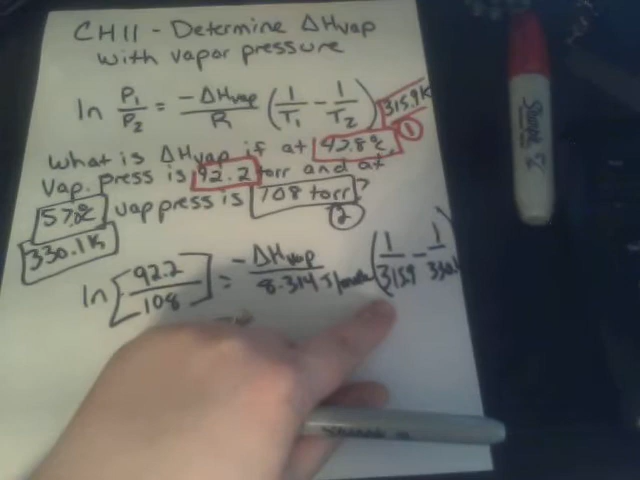 CH11 - Determine ΔHvap
with vapor pressure
ln P1/P2 = -ΔHvap/R (1/T1 - 1/T2) 315.9K
What is ΔHvap if at 42.8°C ①
Vap. press is 92.2 torr and at
57.0°C vap press is 108 torr? ②
330.1K
ln [92.2/108] = -ΔHvap/8.314 J/ (1/315.9 - 1/330.1
Sharpie